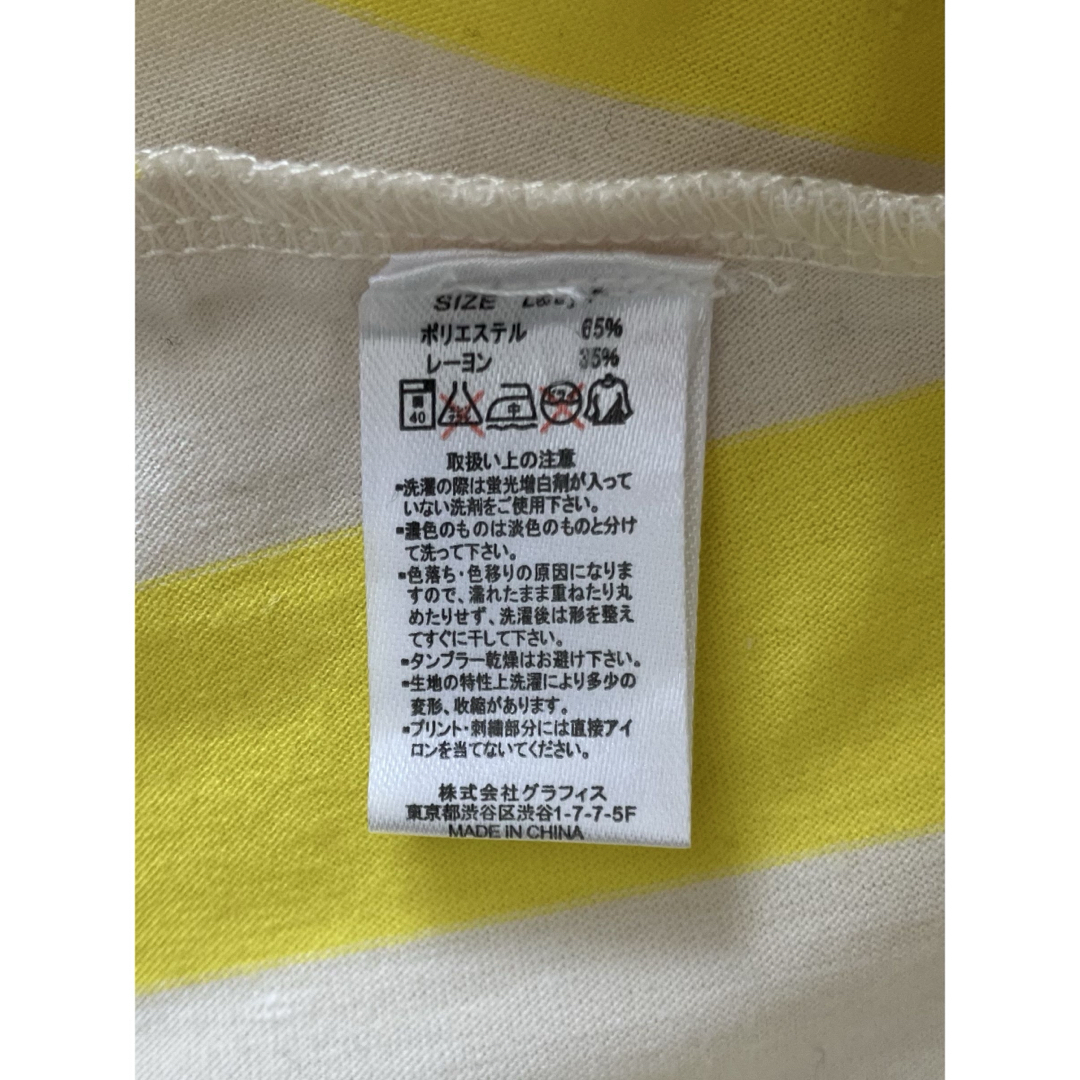 SIZE
ポリエステル 65%
レーヨン 35%
40
中
取扱い上の注意
▪洗濯の際は蛍光増白剤が入って
いない洗剤をご使用下さい。
▪濃色のものは淡色のものと分け
て洗って下さい。
▪色落ち・色移りの原因になりま
すので、濡れたまま重ねたり丸
めたりせず、洗濯後は形を整え
てすぐに干して下さい。
▪タンブラー乾燥はお避け下さい。
▪生地の特性上洗濯により多少の
変形、収縮があります。
▪プリント・刺繍部分には直接アイ
ロンを当てないてください。
株式会社グラフィス
東京都渋谷区渋谷1-7-7-5F
MADE IN CHINA